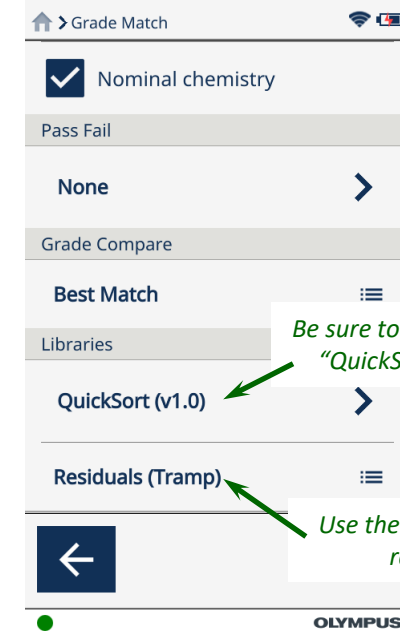 Grade Match
Nominal chemistry
Pass Fail
None
Grade Compare
Best Match
Be sure to
Libraries
“QuickS
QuickSort (v1.0)
Residuals (Tramp)
Use the
r
OLYMPUS